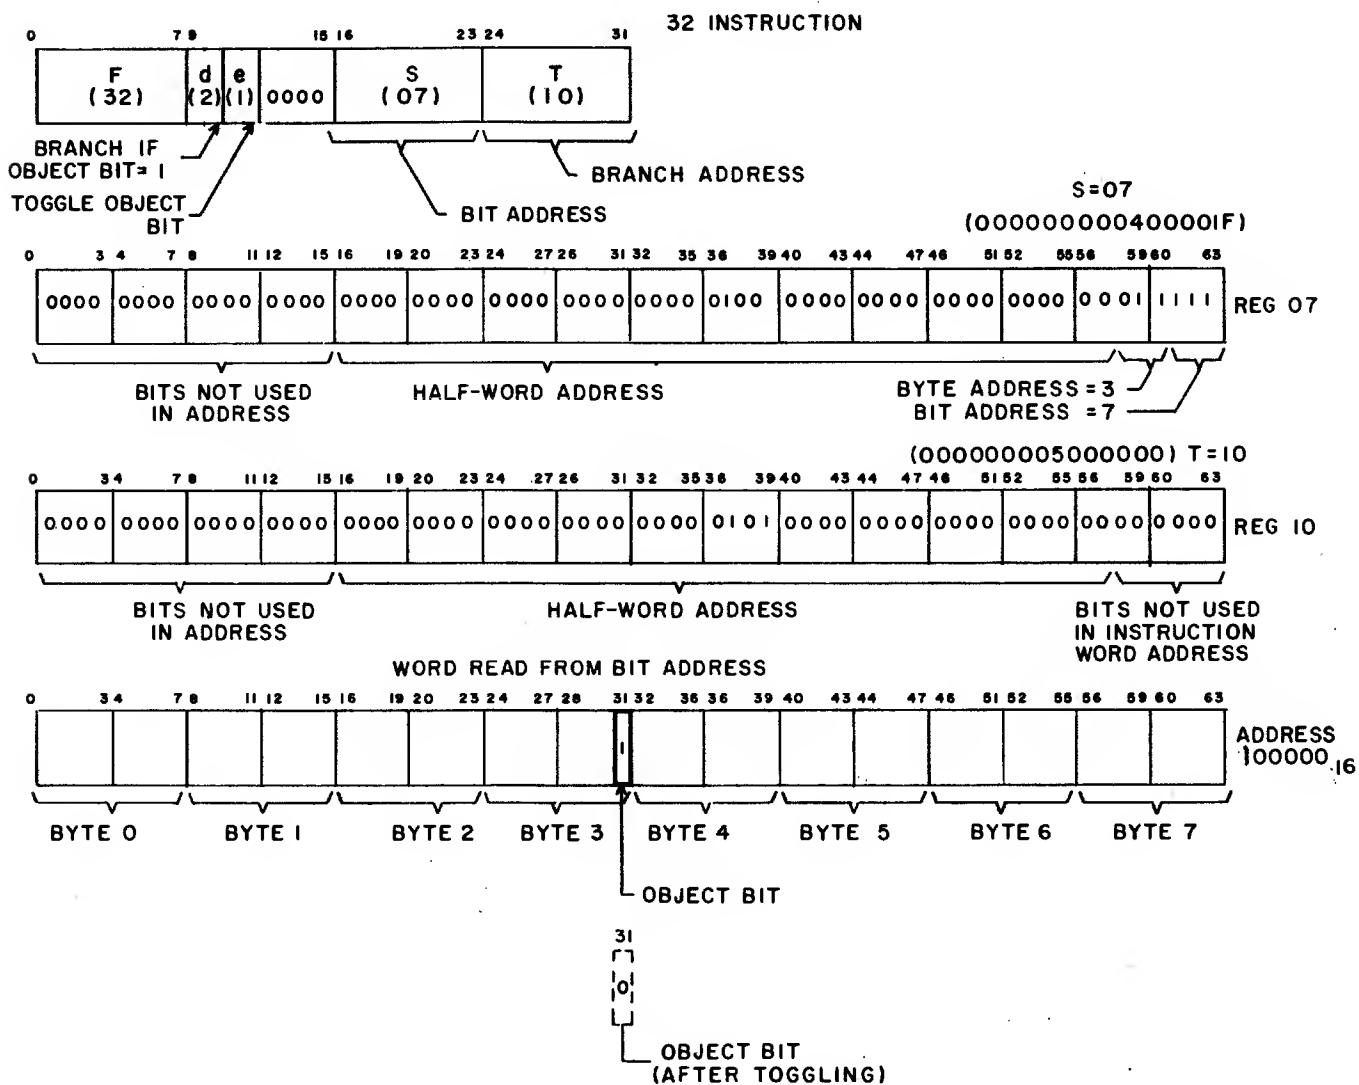 32 INSTRUCTION
0 7 9 15 16 23 24 31
F d e S T
(32) (2) (1) 0000 (07) (10)
BRANCH IF
OBJECT BIT= 1
TOGGLE OBJECT
BIT
BIT ADDRESS
BRANCH ADDRESS
S=07
(000000000400001F)
0 3 4 7 8 11 12 15 16 19 20 23 24 27 26 31 32 35 36 39 40 43 44 47 46 51 52 55 56 59 60 63
0000 0000 0000 0000 0000 0000 0000 0000 0000 0100 0000 0000 0000 0000 0001 1111 REG 07
BITS NOT USED
IN ADDRESS
HALF-WORD ADDRESS
BYTE ADDRESS = 3
BIT ADDRESS = 7
(000000005000000) T=10
0 3 4 7 8 11 12 15 16 19 20 23 24 27 26 31 32 35 36 39 40 43 44 47 46 51 52 55 56 59 60 63
0000 0000 0000 0000 0000 0000 0000 0000 0000 0101 0000 0000 0000 0000 0000 0000 REG 10
BITS NOT USED
IN ADDRESS
HALF-WORD ADDRESS
BITS NOT USED
IN INSTRUCTION
WORD ADDRESS
WORD READ FROM BIT ADDRESS
0 3 4 7 8 11 12 15 16 19 20 23 24 27 28 31 32 35 36 39 40 43 44 47 46 51 52 55 56 59 60 63
1
ADDRESS
100000 16
BYTE 0 BYTE 1 BYTE 2 BYTE 3 BYTE 4 BYTE 5 BYTE 6 BYTE 7
OBJECT BIT
31
0
OBJECT BIT
(AFTER TOGGLING)